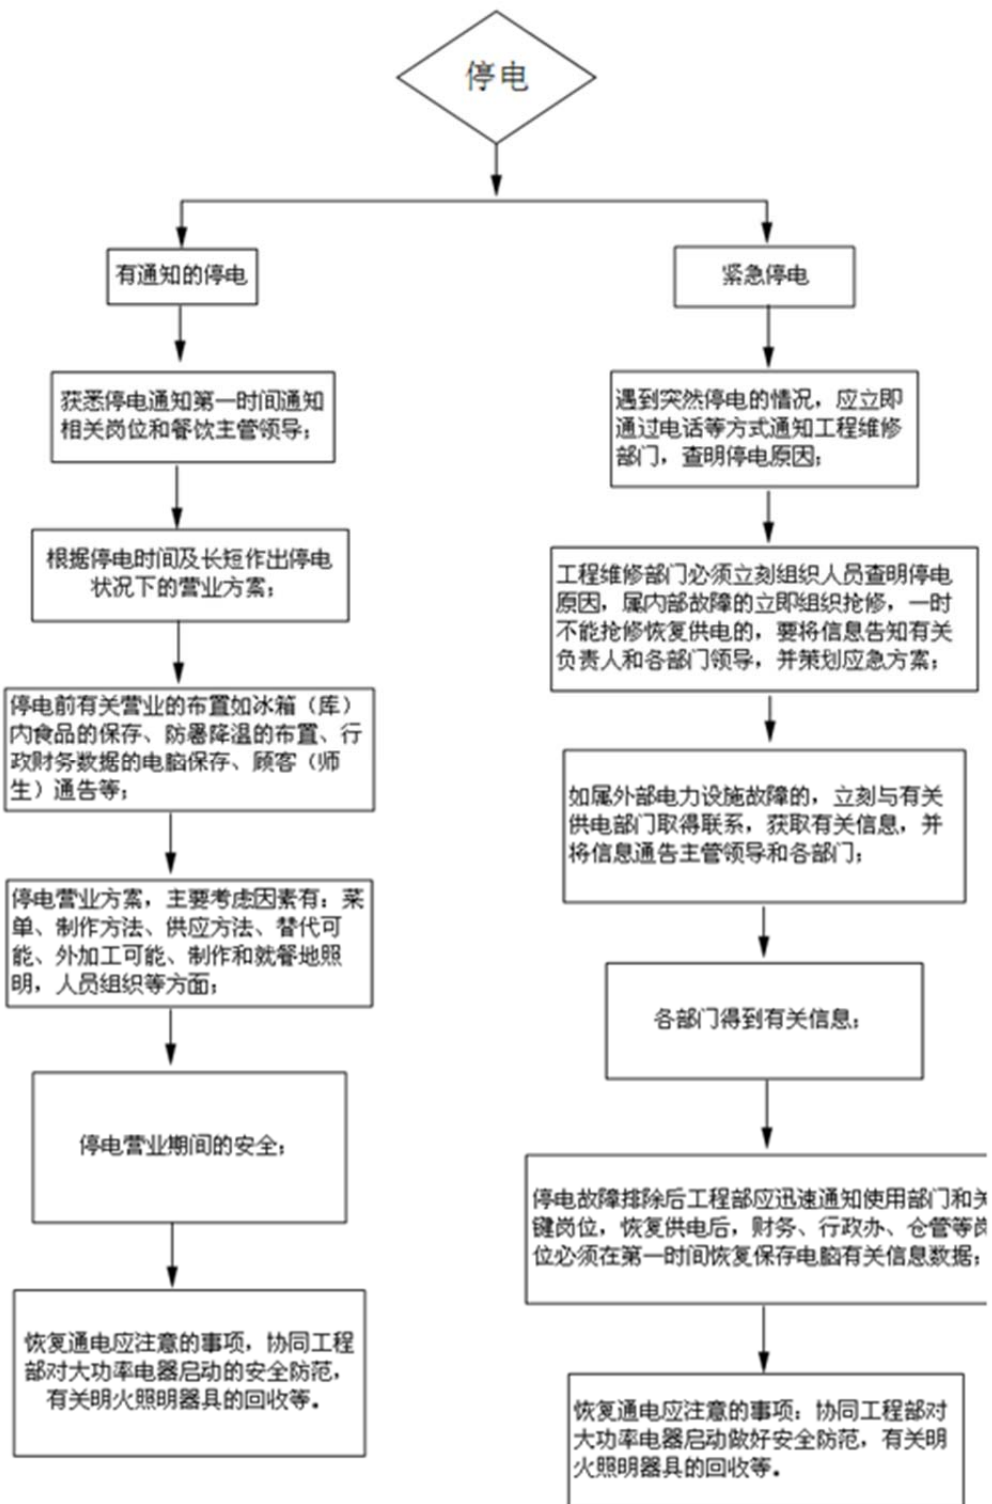 停电
有通知的停电
获悉停电通知第一时间通知
相关岗位和餐饮主管领导；
根据停电时间及长短作出停电
状况下的营业方案；
停电前有关营业的布置如冰箱（库）
内食品的保存、防暑降温的布置、行
政财务数据的电脑保存、顾客（师
生）通告等；
停电营业方案，主要考虑因素有：菜
单、制作方法、供应方法、替代可
能、外加工可能、制作和就餐地照
明，人员组织等方面；
停电营业期间的安全；
恢复通电应注意的事项，协同工程
部对大功率电器启动的安全防范，
有关明火照明器具的回收等。
紧急停电
遇到突然停电的情况，应立即
通过电话等方式通知工程维修
部门，查明停电原因；
工程维修部门必须立刻组织人员查明停电
原因，属内部故障的立即组织抢修，一时
不能抢修恢复供电的，要将信息告知有关
负责人和各部门领导，并策划应急方案；
如属外部电力设施故障的，立刻与有关
供电部门取得联系，获取有关信息，并
将信息通告主管领导和各部门；
各部门得到有关信息；
停电故障排除后工程部应迅速通知使用部门和关
键岗位，恢复供电后，财务、行政办、仓管等岗
位必须在第一时间恢复保存电脑有关信息数据；
恢复通电应注意的事项：协同工程部对
大功率电器启动做好安全防范，有关明
火照明器具的回收等。